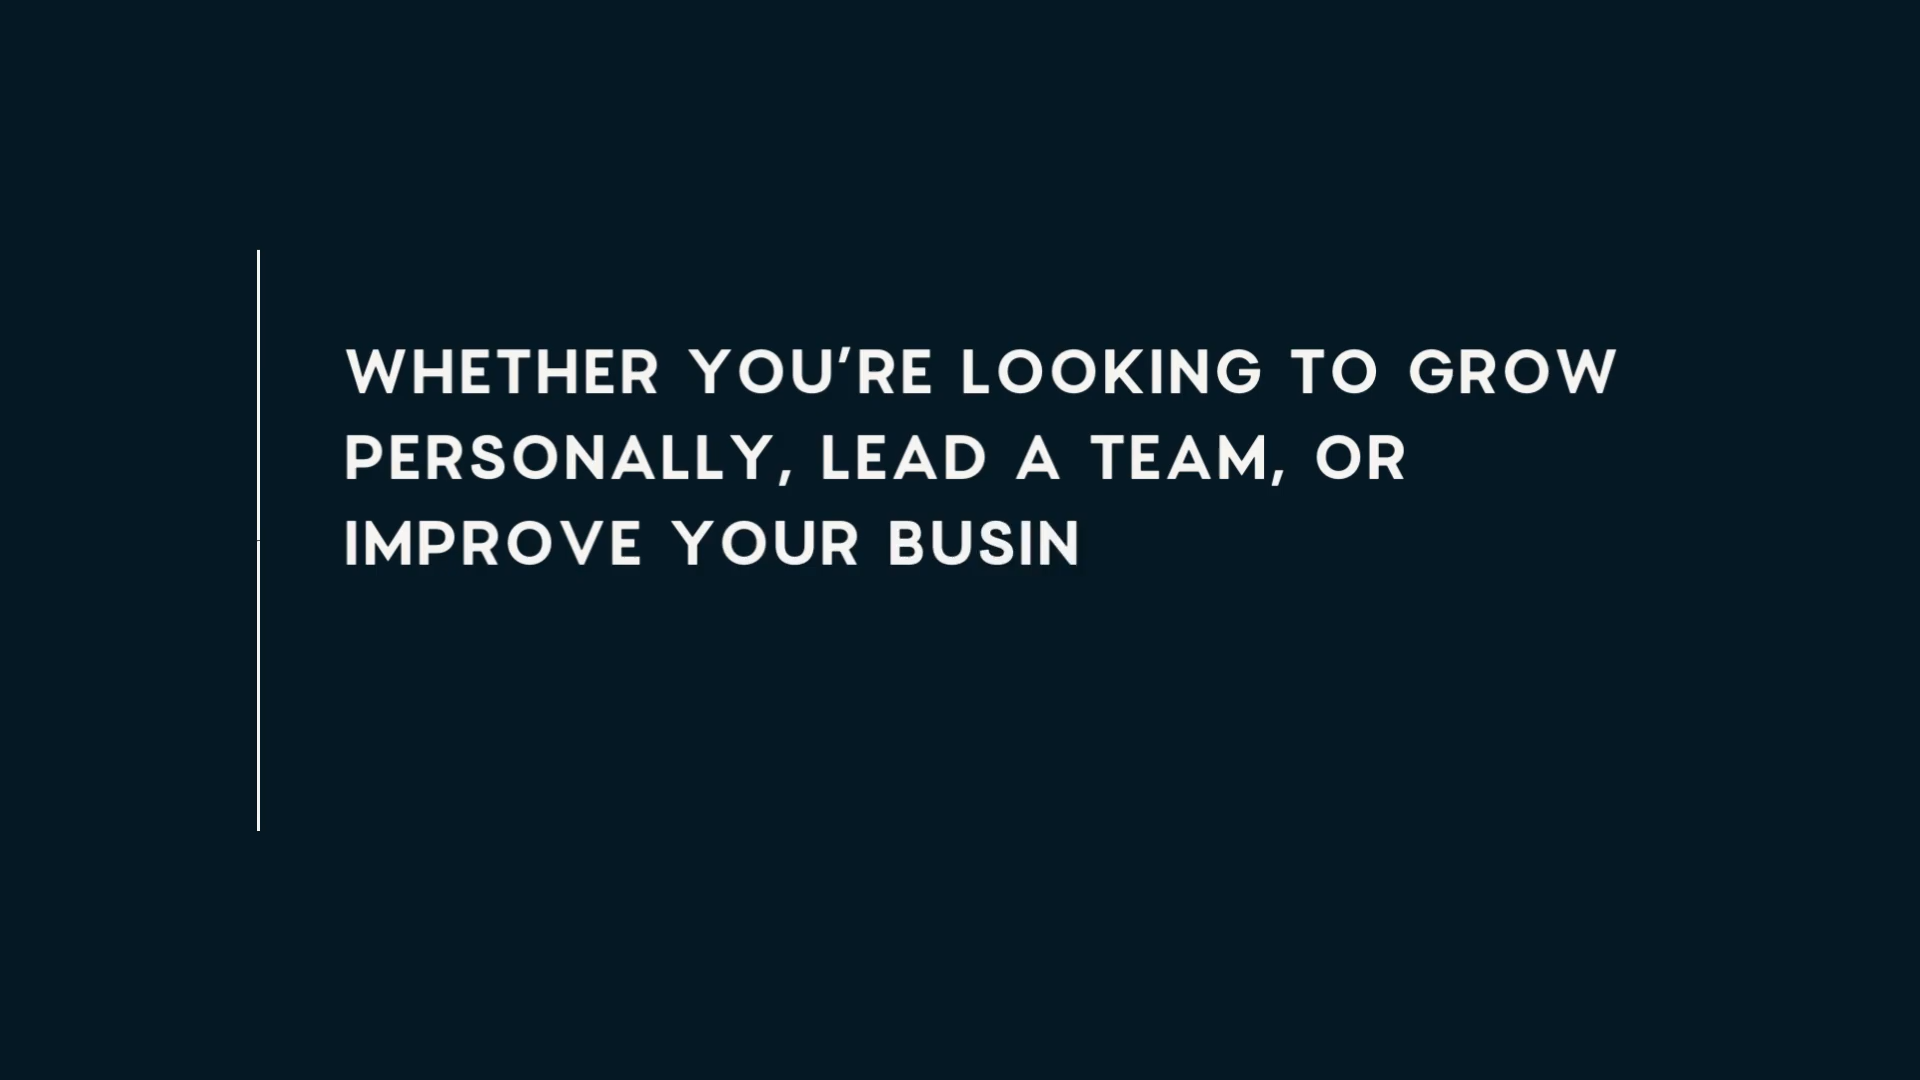 WHETHER YOU’RE LOOKING TO GROW
PERSONALLY, LEAD A TEAM, OR
IMPROVE YOUR BUSIN